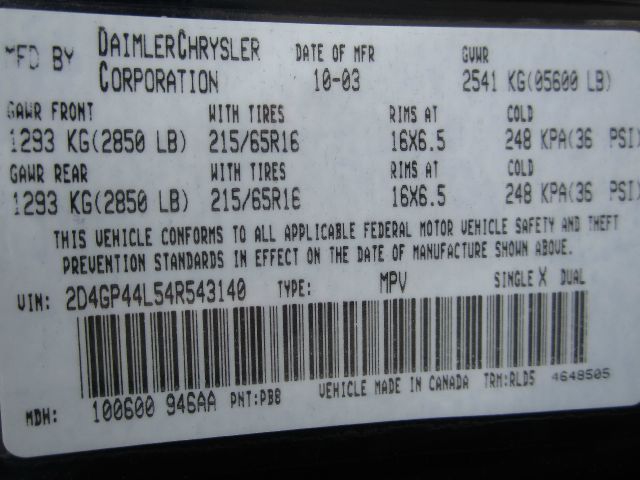 MFD BY DAIMLERCHRYSLER CORPORATION DATE OF MFR 10-03 GVWR 2541 KG(05600 LB)
GAWR FRONT WITH TIRES RIMS AT COLD
1293 KG(2850 LB) 215/65R16 16X6.5 248 KPA(36 PSI)
GAWR REAR WITH TIRES RIMS AT COLD
1293 KG(2850 LB) 215/65R16 16X6.5 248 KPA(36 PSI)
THIS VEHICLE CONFORMS TO ALL APPLICABLE FEDERAL MOTOR VEHICLE SAFETY AND THEFT
PREVENTION STANDARDS IN EFFECT ON THE DATE OF MANUFACTURE SHOWN ABOVE.
VIN: 2D4GP44L54R543140 TYPE: MPV SINGLE X DUAL
MDH: 100600 946AA PNT:PB8 VEHICLE MADE IN CANADA TRM:RLD5 4648505